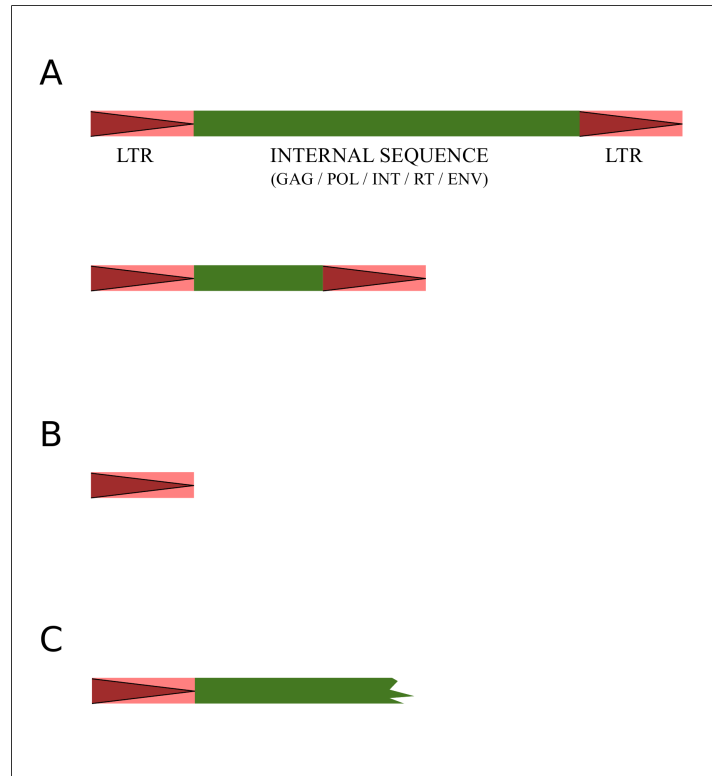 A
LTR INTERNAL SEQUENCE LTR
(GAG / POL / INT / RT / ENV)
B
C